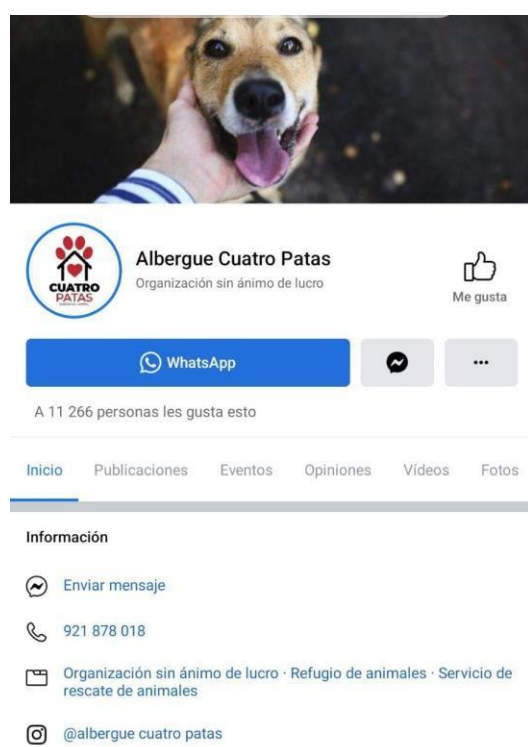 Albergue Cuatro Patas
Organización sin ánimo de lucro
CUATRO
PATAS
Me gusta
WhatsApp
A 11 266 personas les gusta esto
Inicio Publicaciones Eventos Opiniones Vídeos Fotos
Información
Enviar mensaje
921 878 018
Organización sin ánimo de lucro · Refugio de animales · Servicio de
rescate de animales
@albergue cuatro patas